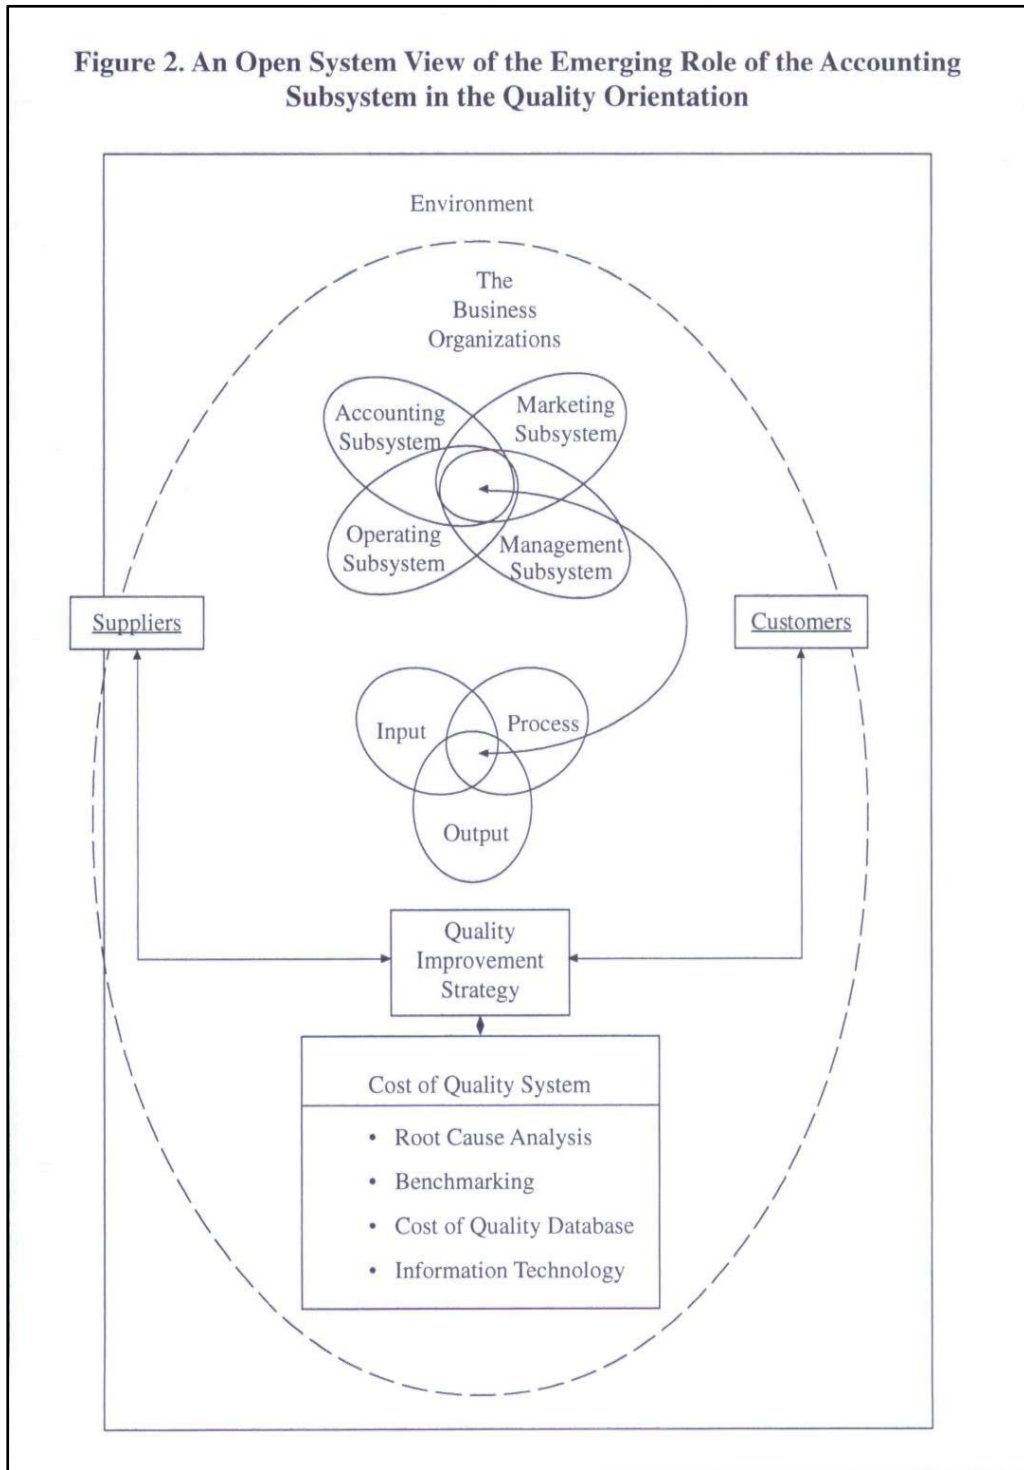 Figure 2. An Open System View of the Emerging Role of the Accounting
Subsystem in the Quality Orientation
Environment
The
Business
Organizations
Accounting
Subsystem
Marketing
Subsystem
Operating
Subsystem
Management
Subsystem
Suppliers
Customers
Input
Process
Output
Quality
Improvement
Strategy
Cost of Quality System
• Root Cause Analysis
• Benchmarking
• Cost of Quality Database
• Information Technology